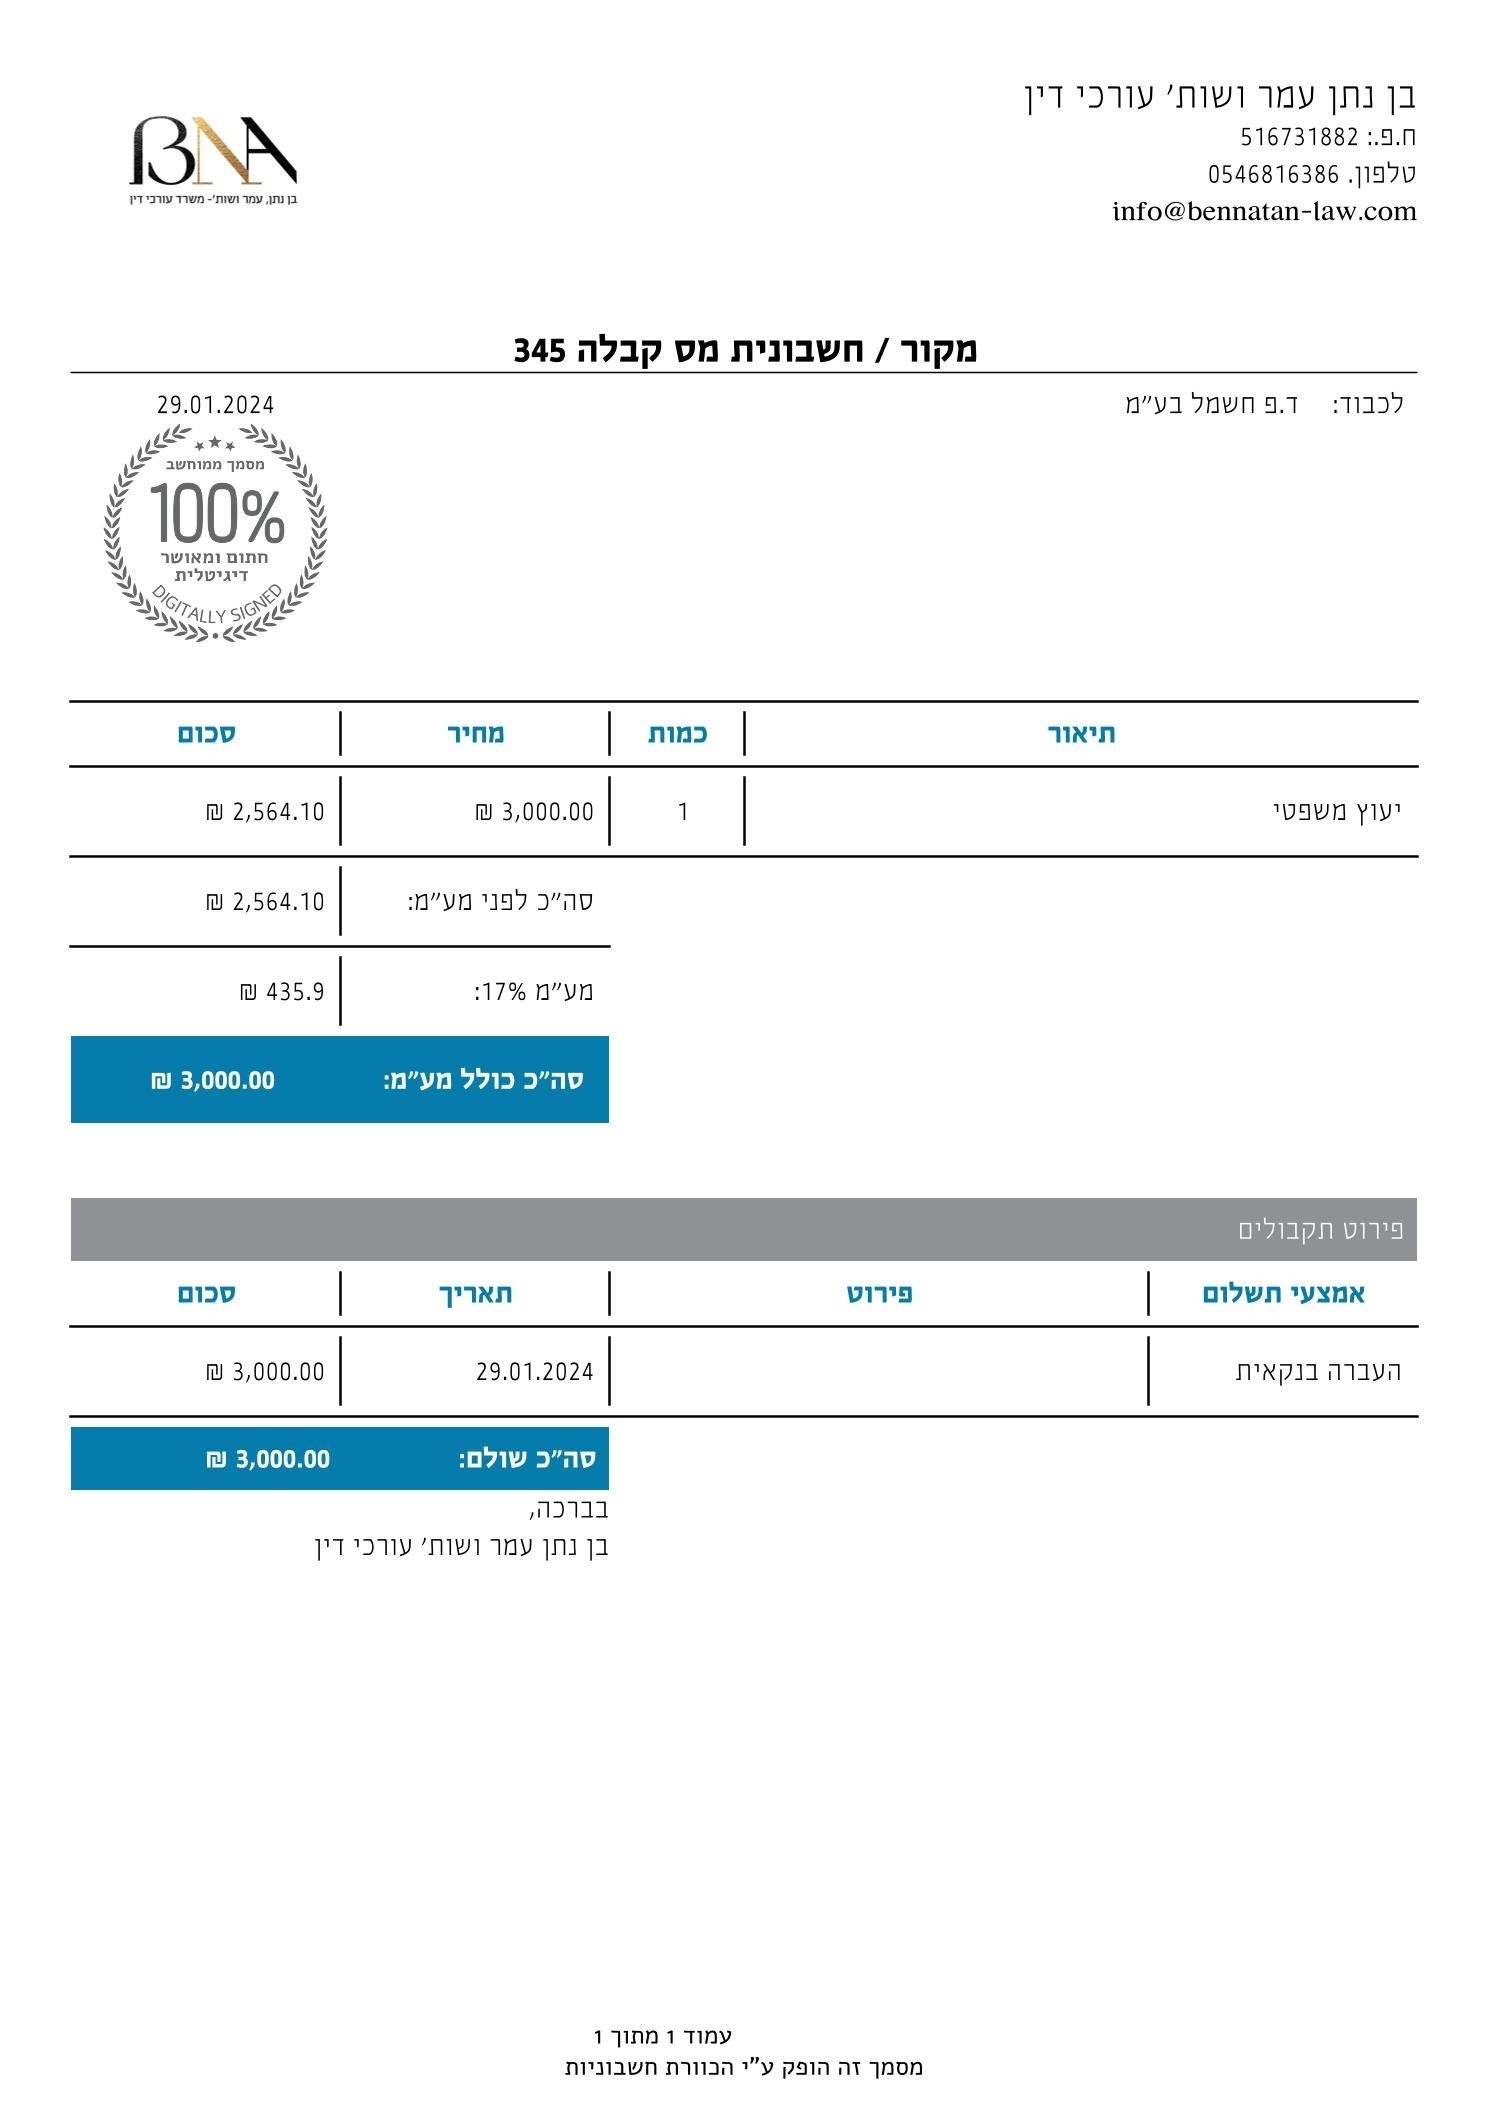 בן נתן עמר ושות' עורכי דין
ח.פ.: 516731882
טלפון. 0546816386
info@bennatan-law.com
BNA
בן נתן, עמר ושות'- משרד עורכי דין
מקור / חשבונית מס קבלה 345
לכבוד: ד.פ חשמל בע"מ
29.01.2024
מסמך ממוחשב
100%
חתום ומאושר
דיגיטלית
DIGITALLY SIGNED
תיאור כמות מחיר סכום
יעוץ משפטי 1 3,000.00 ₪ 2,564.10 ₪
סה"כ לפני מע"מ: 2,564.10 ₪
מע"מ 17%: 435.9 ₪
סה"כ כולל מע"מ: 3,000.00 ₪
פירוט תקבולים
אמצעי תשלום פירוט תאריך סכום
העברה בנקאית 29.01.2024 3,000.00 ₪
סה"כ שולם: 3,000.00 ₪
בברכה,
בן נתן עמר ושות' עורכי דין
עמוד 1 מתוך 1
מסמך זה הופק ע"י הכוורת חשבוניות